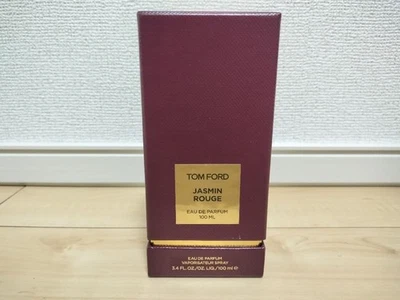 TOM FORD
JASMIN
ROUGE
EAU DE PARFUM
100 ML
EAU DE PARFUM
VAPORISATEUR SPRAY
3.4 FL.OZ./OZ. LIQ./100 ml ℮